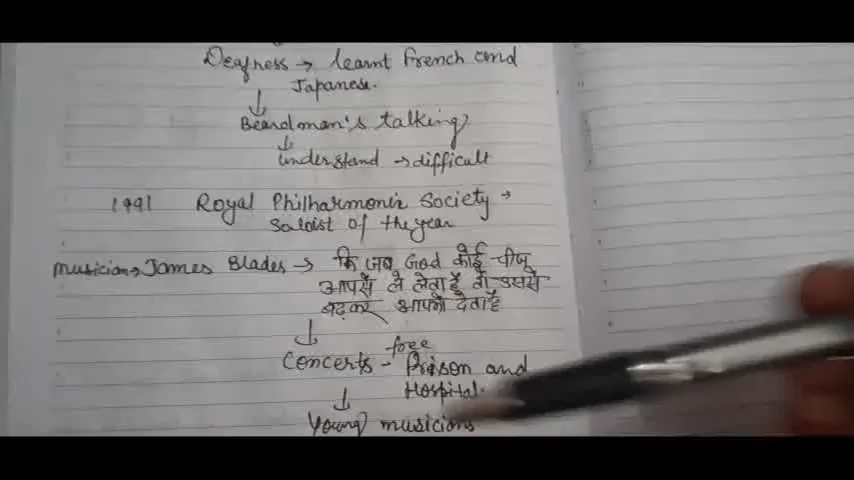 Deafness → learnt French and
Japanese.
↓
Beardman's talking
↓
understand → difficult
1991 Royal Philharmonic Society →
Soloist of the year
Musician → James Blades → कि जब God कोई चीज
आपसे ले लेता है तो उससे
बढ़कर आपको देता है
↓
free
Concerts - Prison and
Hospital.
↓
Young musicians